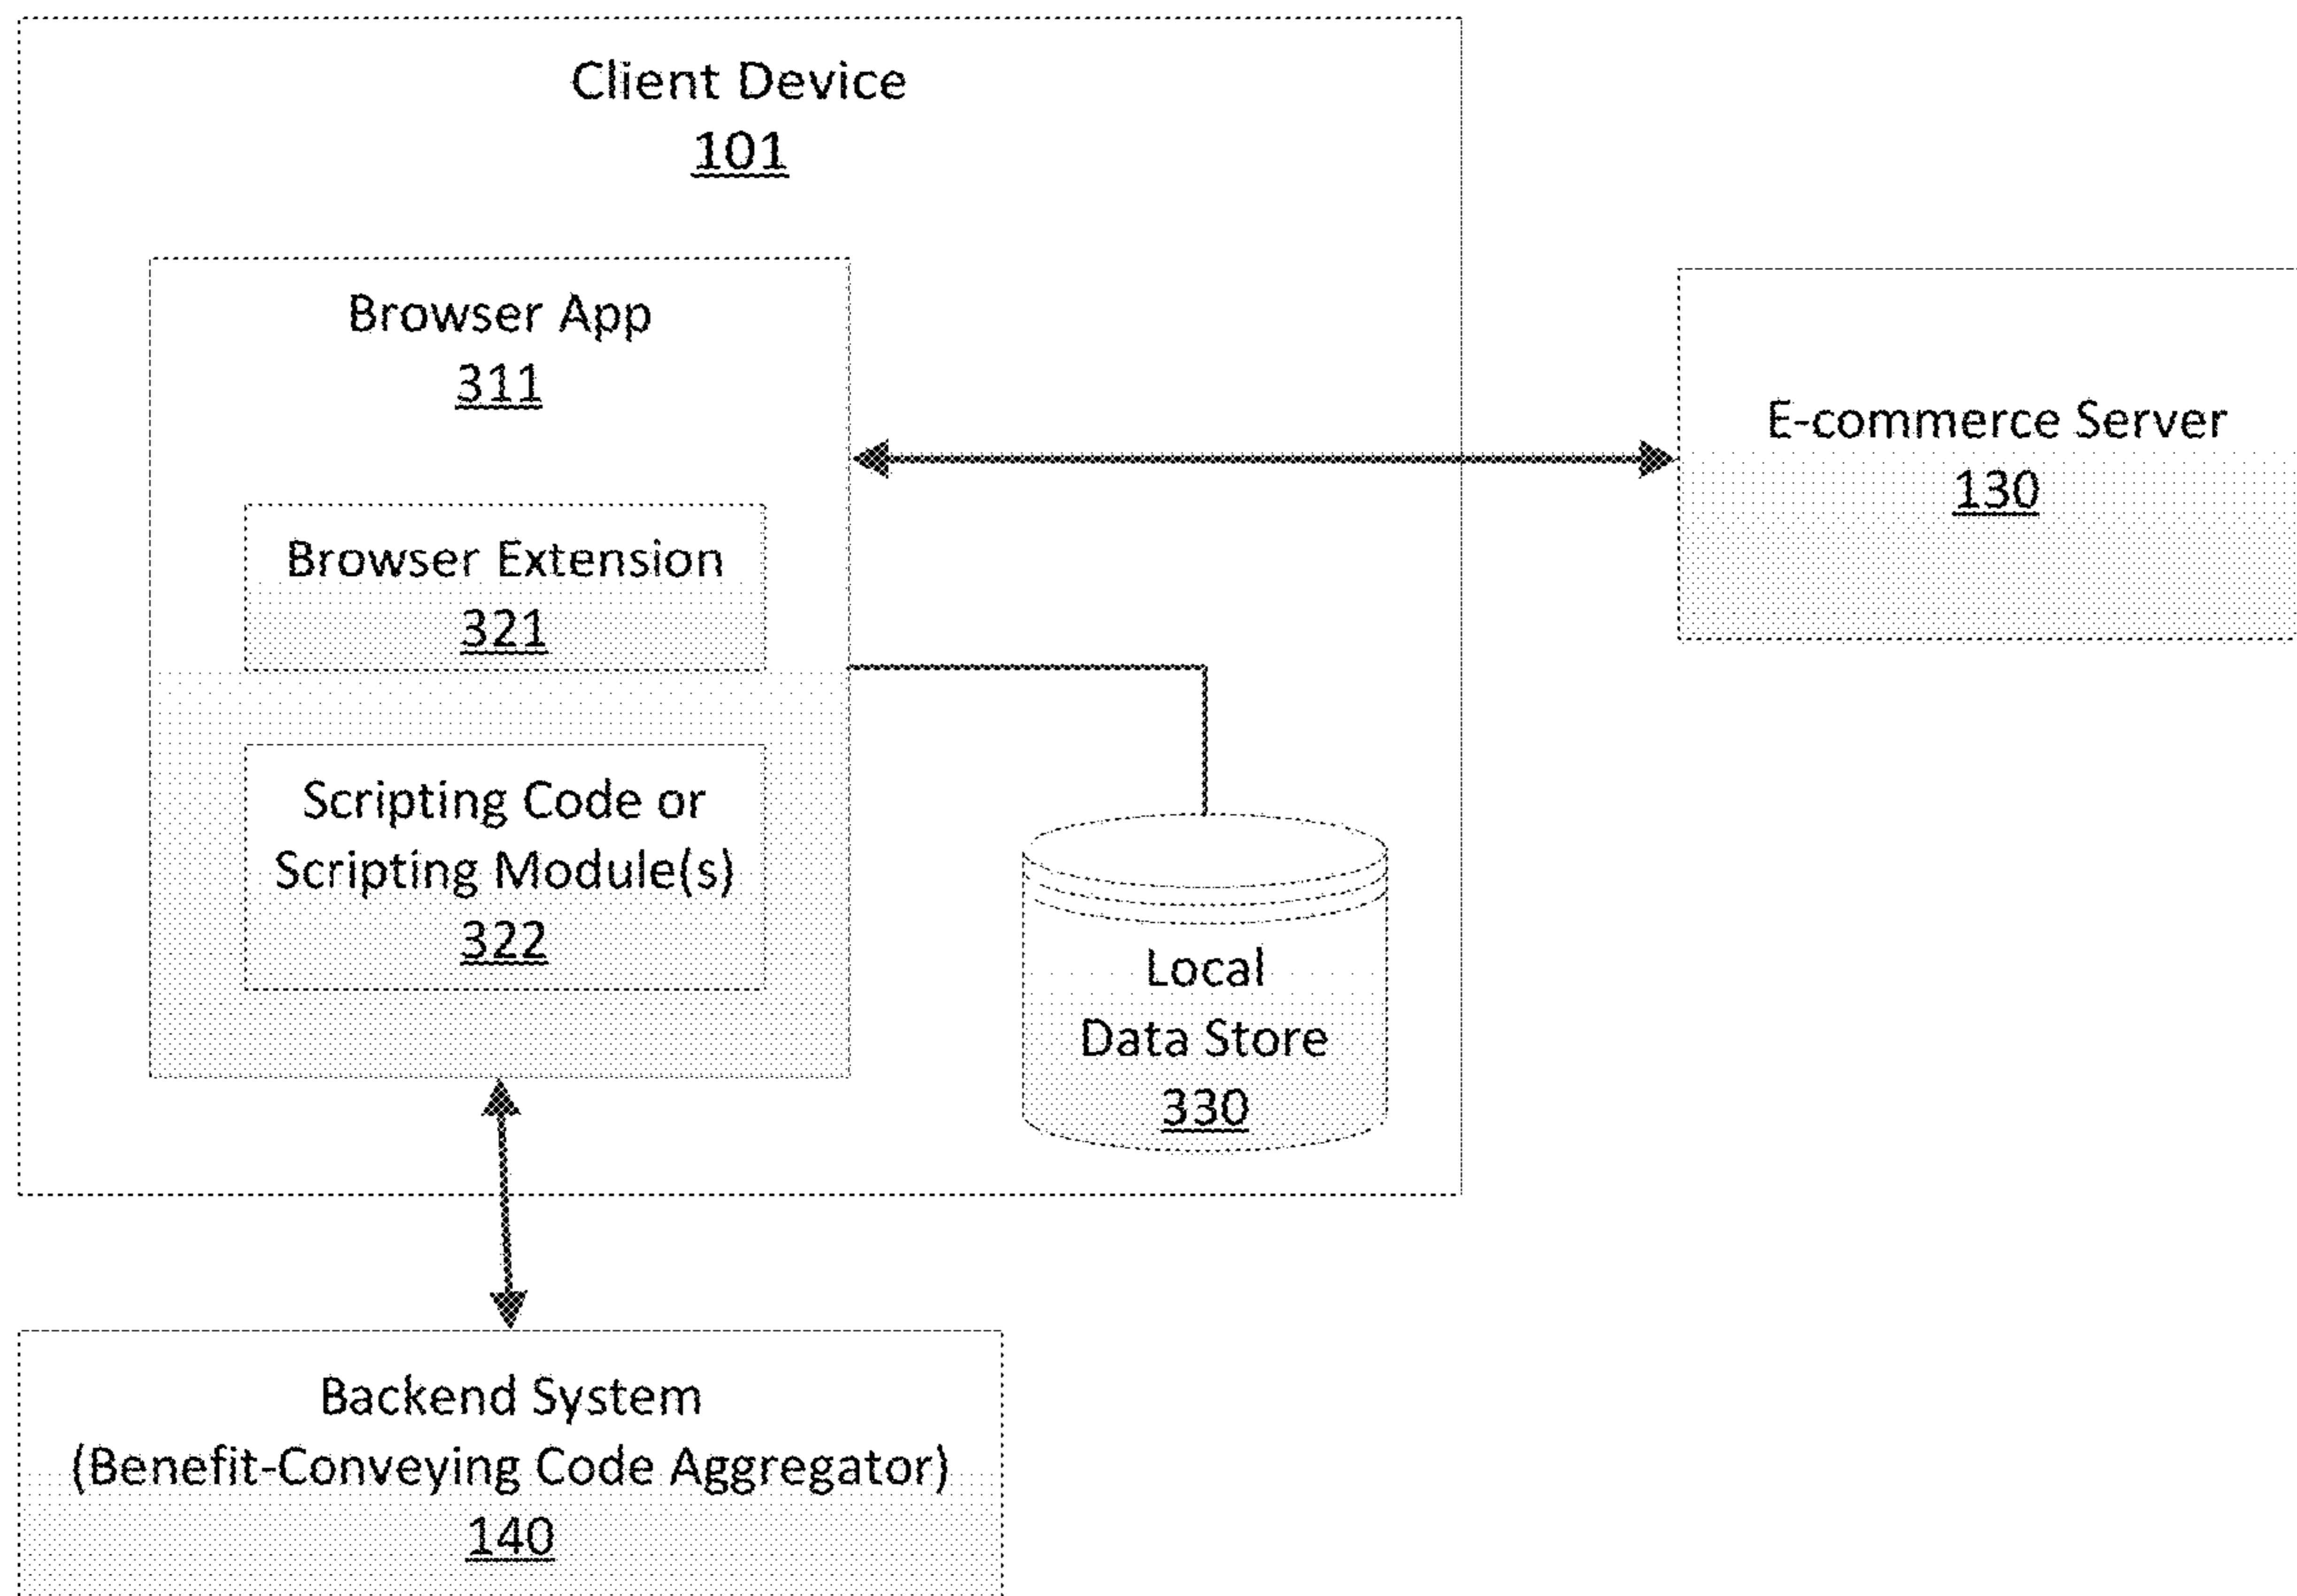 Client Device
101
Browser App
311
E-commerce Server
130
Browser Extension
321
Scripting Code or
Scripting Module(s)
322
Local
Data Store
330
Backend System
(Benefit-Conveying Code Aggregator)
140